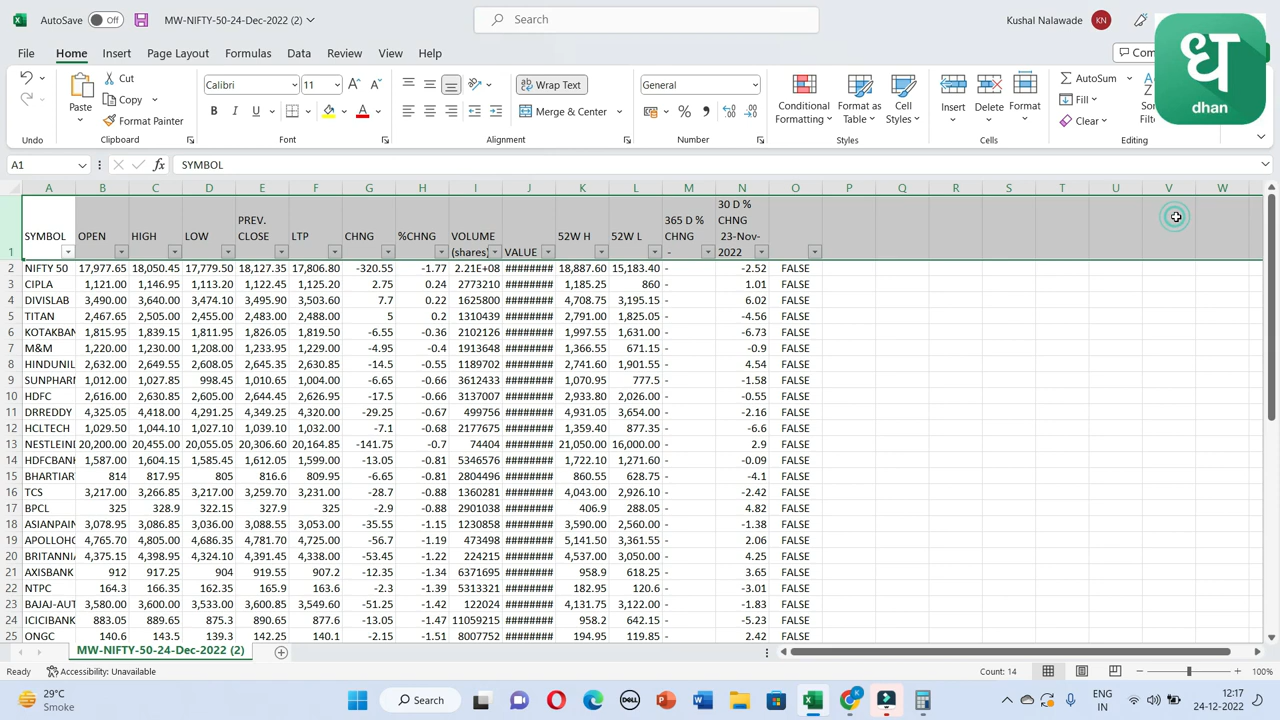 AutoSave Off MW-NIFTY-50-24-Dec-2022 (2) Search Kushal Nalawade KN
File Home Insert Page Layout Formulas Data Review View Help
ध
dhan
Paste Cut Calibri 11 Wrap Text General Conditional Formatting Format as Table Cell Styles Insert Delete Format AutoSum
Copy Fill
Format Painter B I U Merge & Center % Clear
Undo Clipboard Font Alignment Number Styles Cells Editing
A1 fx SYMBOL
A B C D E F G H I J K L M N O P Q R S T U V W
1 SYMBOL OPEN HIGH LOW PREV. CLOSE LTP CHNG %CHNG VOLUME (shares) VALUE 52W H 52W L 365 D % CHNG - 30 D % CHNG 23-Nov-2022
2 NIFTY 50 17,977.65 18,050.45 17,779.50 18,127.35 17,806.80 -320.55 -1.77 2.21E+08 ######## 18,887.60 15,183.40 - -2.52 FALSE
3 CIPLA 1,121.00 1,146.95 1,113.20 1,122.45 1,125.20 2.75 0.24 2773210 ######## 1,185.25 860 - 1.01 FALSE
4 DIVISLAB 3,490.00 3,640.00 3,474.10 3,495.90 3,503.60 7.7 0.22 1625800 ######## 4,708.75 3,195.15 - 6.02 FALSE
5 TITAN 2,467.65 2,505.00 2,455.00 2,483.00 2,488.00 5 0.2 1310439 ######## 2,791.00 1,825.05 - -4.56 FALSE
6 KOTAKBAN 1,815.95 1,839.15 1,811.95 1,826.05 1,819.50 -6.55 -0.36 2102126 ######## 1,997.55 1,631.00 - -6.73 FALSE
7 M&M 1,220.00 1,230.00 1,208.00 1,233.95 1,229.00 -4.95 -0.4 1913648 ######## 1,366.55 671.15 - -0.9 FALSE
8 HINDUNIL 2,632.00 2,649.55 2,608.05 2,645.35 2,630.85 -14.5 -0.55 1189702 ######## 2,741.60 1,901.55 - 4.54 FALSE
9 SUNPHARM 1,012.00 1,027.85 998.45 1,010.65 1,004.00 -6.65 -0.66 3612433 ######## 1,070.95 777.5 - -1.58 FALSE
10 HDFC 2,616.00 2,630.85 2,605.00 2,644.45 2,626.95 -17.5 -0.66 3137007 ######## 2,933.80 2,026.00 - -0.55 FALSE
11 DRREDDY 4,325.05 4,418.00 4,291.25 4,349.25 4,320.00 -29.25 -0.67 499756 ######## 4,931.05 3,654.00 - -2.16 FALSE
12 HCLTECH 1,029.50 1,044.10 1,027.10 1,039.10 1,032.00 -7.1 -0.68 2177675 ######## 1,359.40 877.35 - -6.6 FALSE
13 NESTLEIND 20,200.00 20,455.00 20,055.05 20,306.60 20,164.85 -141.75 -0.7 74404 ######## 21,050.00 16,000.00 - 2.9 FALSE
14 HDFCBANK 1,587.00 1,604.15 1,585.45 1,612.05 1,599.00 -13.05 -0.81 5346576 ######## 1,722.10 1,271.60 - -0.09 FALSE
15 BHARTIAR 814 817.95 805 816.6 809.95 -6.65 -0.81 2804496 ######## 860.55 628.75 - -4.1 FALSE
16 TCS 3,217.00 3,266.85 3,217.00 3,259.70 3,231.00 -28.7 -0.88 1360281 ######## 4,043.00 2,926.10 - -2.42 FALSE
17 BPCL 325 328.9 322.15 327.9 325 -2.9 -0.88 2901038 ######## 406.9 288.05 - 4.82 FALSE
18 ASIANPAIN 3,078.95 3,086.85 3,036.00 3,088.55 3,053.00 -35.55 -1.15 1230858 ######## 3,590.00 2,560.00 - -1.38 FALSE
19 APOLLOHO 4,765.70 4,805.00 4,686.35 4,781.70 4,725.00 -56.7 -1.19 473498 ######## 5,141.50 3,361.55 - 2.06 FALSE
20 BRITANNIA 4,375.15 4,398.95 4,324.10 4,391.45 4,338.00 -53.45 -1.22 224215 ######## 4,537.00 3,050.00 - 4.25 FALSE
21 AXISBANK 912 917.25 904 919.55 907.2 -12.35 -1.34 6371695 ######## 958.9 618.25 - 3.65 FALSE
22 NTPC 164.3 166.35 162.35 165.9 163.6 -2.3 -1.39 5313321 ######## 182.95 120.6 - -3.01 FALSE
23 BAJAJ-AUT 3,580.00 3,600.00 3,533.00 3,600.85 3,549.60 -51.25 -1.42 122024 ######## 4,131.75 3,122.00 - -1.83 FALSE
24 ICICIBANK 883.05 889.65 875.3 890.65 877.6 -13.05 -1.47 11059215 ######## 958.2 642.15 - -5.23 FALSE
25 ONGC 140.6 143.5 139.3 142.25 140.1 -2.15 -1.51 8007752 ######## 194.95 119.85 - 2.42 FALSE
MW-NIFTY-50-24-Dec-2022 (2)
Ready Accessibility: Unavailable Count: 14 100%
29°C Smoke Search DELL ENG IN 12:17 24-12-2022